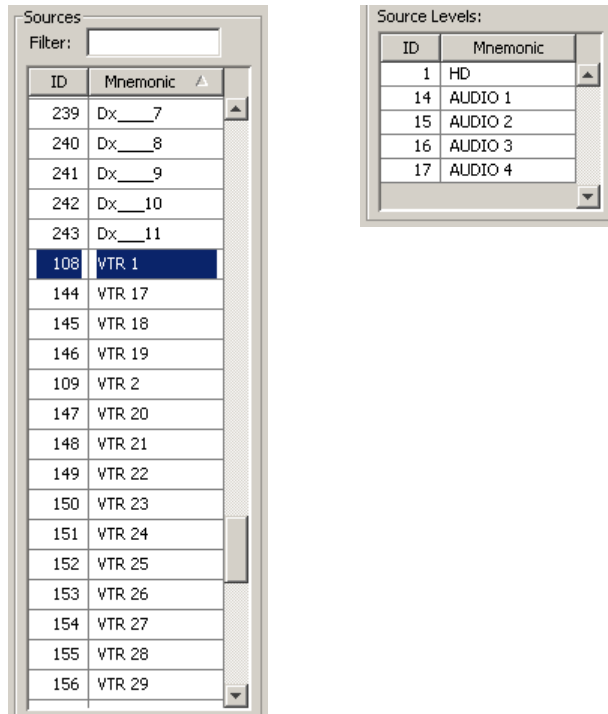 Sources
Filter:
ID Mnemonic
239 Dx____7
240 Dx____8
241 Dx____9
242 Dx___10
243 Dx___11
108 VTR 1
144 VTR 17
145 VTR 18
146 VTR 19
109 VTR 2
147 VTR 20
148 VTR 21
149 VTR 22
150 VTR 23
151 VTR 24
152 VTR 25
153 VTR 26
154 VTR 27
155 VTR 28
156 VTR 29
Source Levels:
ID Mnemonic
1 HD
14 AUDIO 1
15 AUDIO 2
16 AUDIO 3
17 AUDIO 4